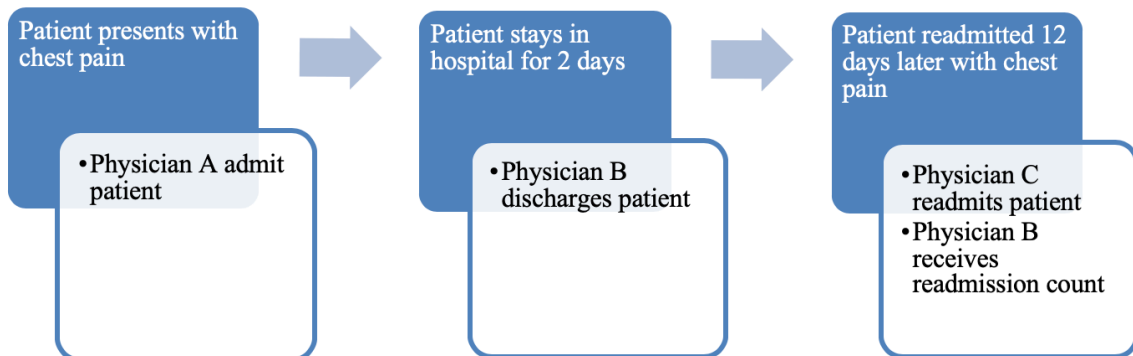 Patient presents with
chest pain
•Physician A admit
patient
Patient stays in
hospital for 2 days
•Physician B
discharges patient
Patient readmitted 12
days later with chest
pain
•Physician C
readmits patient
•Physician B
receives
readmission count